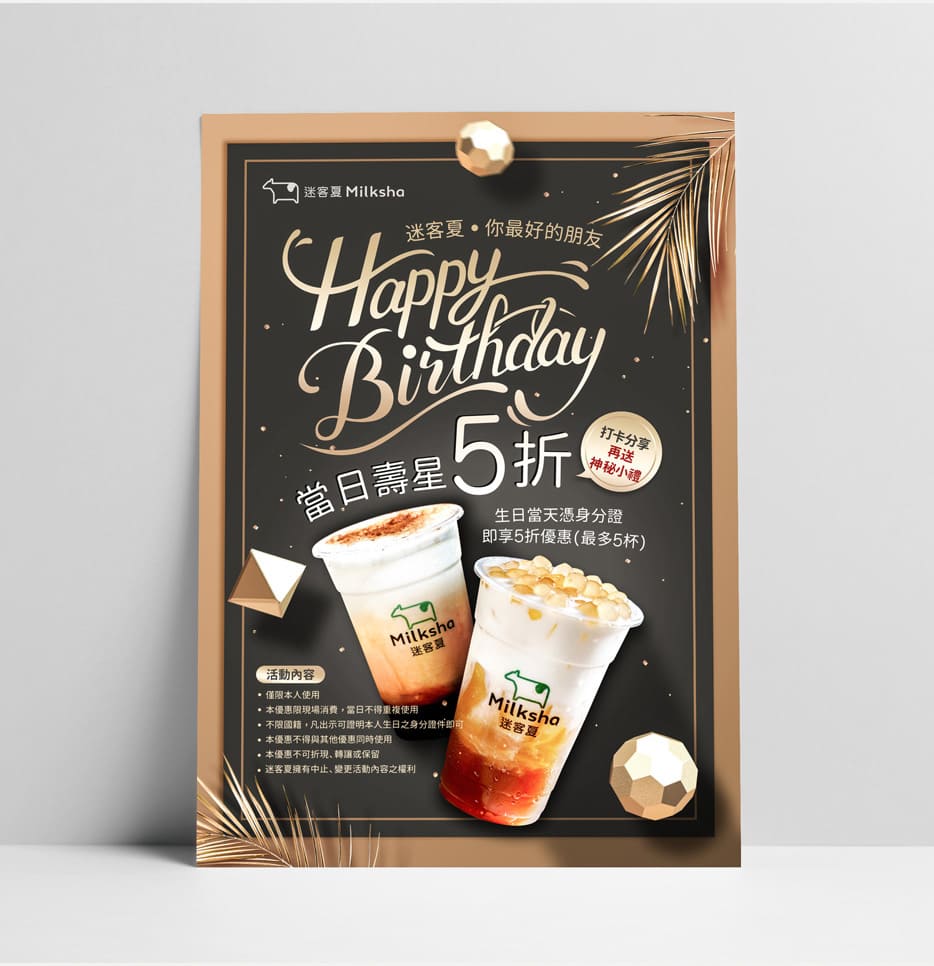 迷客夏 Milksha
迷客夏•你最好的朋友
Happy
Birthday
當日壽星5折
打卡分享
再送
神秘小禮
生日當天憑身分證
即享5折優惠(最多5杯)
Milksha
迷客夏
Milksha
迷客夏
活動內容
• 僅限本人使用
• 本優惠限現場消費，當日不得重複使用
• 不限國籍，凡出示可證明本人生日之身分證件即可
• 本優惠不得與其他優惠同時使用
• 本優惠不可折現、轉讓或保留
• 迷客夏擁有中止、變更活動內容之權利